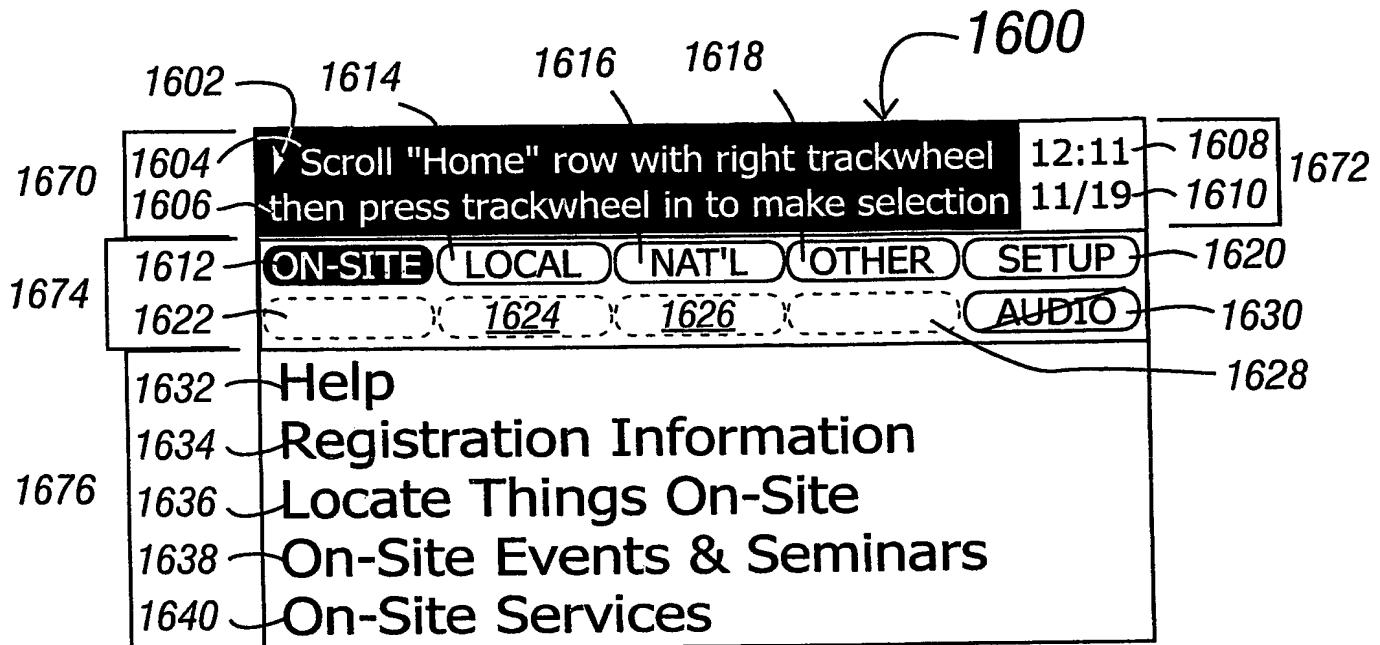 1600
1602 1614 1616 1618
1670 1604 Scroll "Home" row with right trackwheel 12:11 1608 1672
1606 then press trackwheel in to make selection 11/19 1610
1674 1612 ON-SITE LOCAL NAT'L OTHER SETUP 1620
1622 1624 1626 AUDIO 1630
1632 Help 1628
1634 Registration Information
1676 1636 Locate Things On-Site
1638 On-Site Events & Seminars
1640 On-Site Services